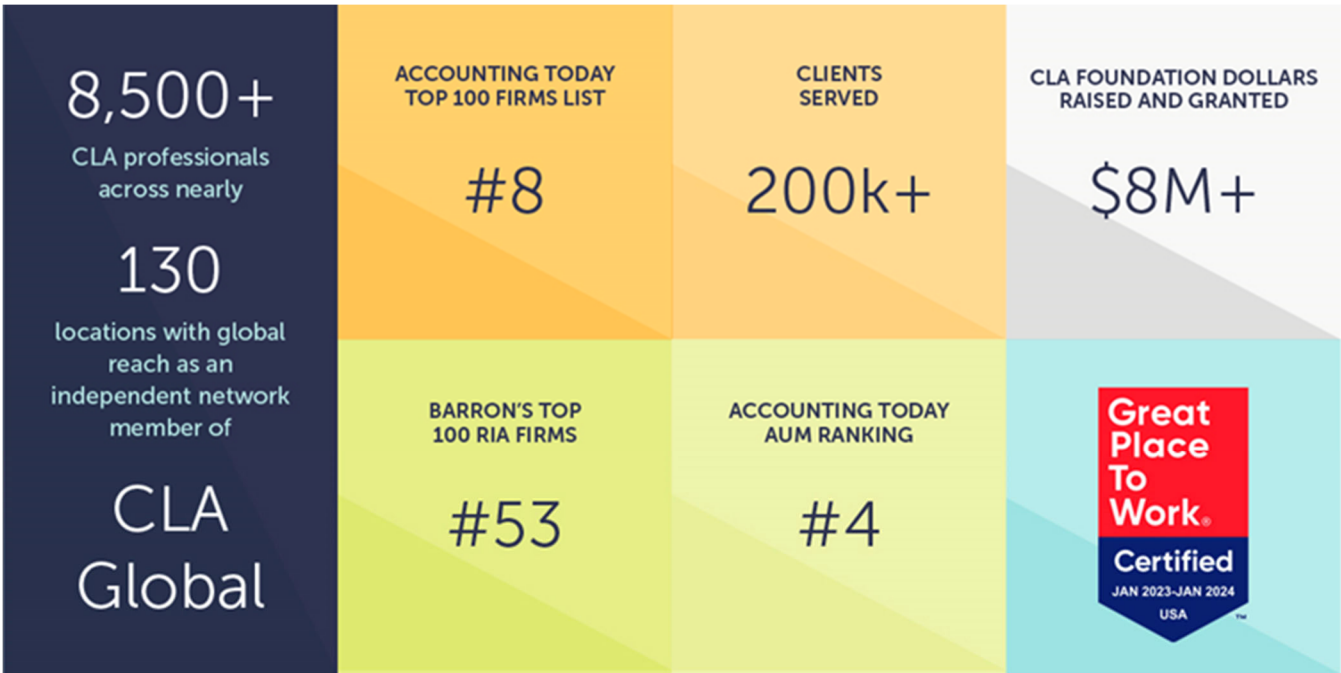 8,500+
CLA professionals
across nearly
130
locations with global
reach as an
independent network
member of
CLA
Global
ACCOUNTING TODAY
TOP 100 FIRMS LIST
#8
CLIENTS
SERVED
200k+
CLA FOUNDATION DOLLARS
RAISED AND GRANTED
$8M+
BARRON'S TOP
100 RIA FIRMS
#53
ACCOUNTING TODAY
AUM RANKING
#4
Great
Place
To
Work®
Certified
JAN 2023-JAN 2024
USA
™